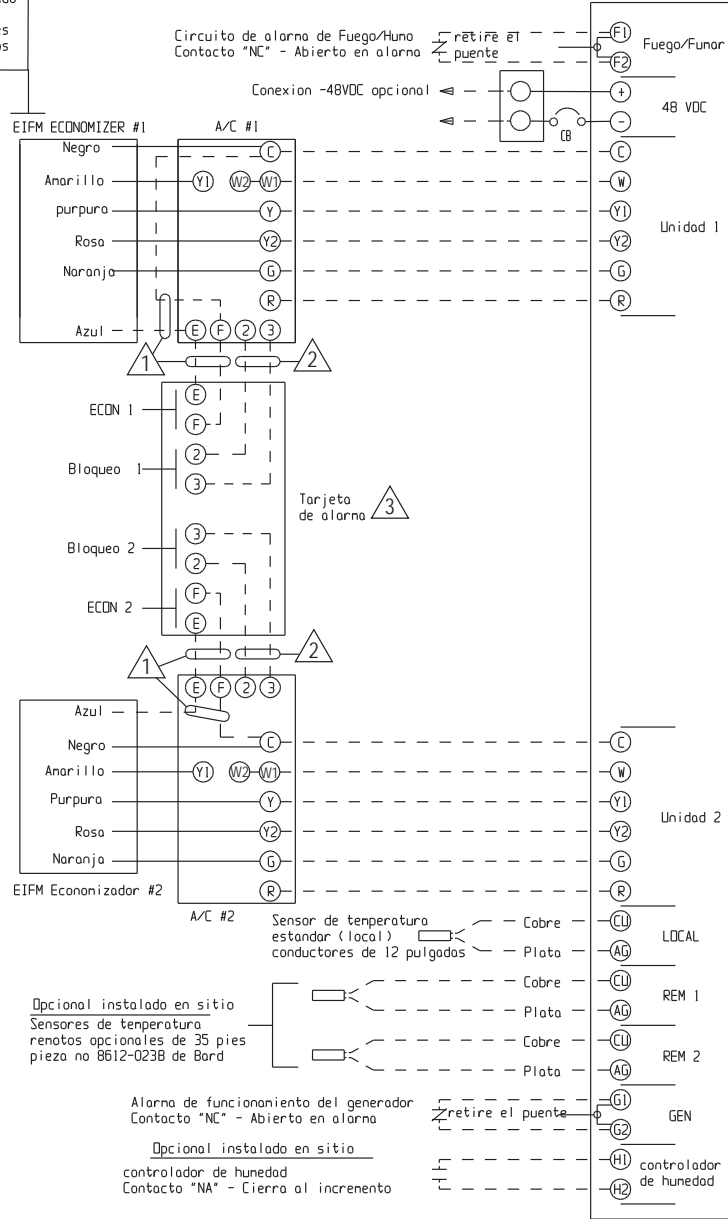 Circuito de alarma de Fuego/Humo
Contacto "NC" - Abierto en alarma
retire el
puente
F1
F2
Fuego/Fumar
Conexion -48VDC opcional
CB
+
-
48 VDC
EIFM ECONOMIZER #1
A/C #1
Negro
C
C
Amarillo
Y1
W2
W1
W
purpura
Y
Y1
Unidad 1
Rosa
Y2
Y2
Naranja
G
G
R
R
Azul
E
F
2
3
1
2
ECON 1
E
F
Bloqueo 1
2
3
Tarjeta
de alarma
3
Bloqueo 2
3
2
ECON 2
F
E
1
2
E
F
2
3
Azul
Negro
C
C
Amarillo
Y1
W2
W1
W
Purpura
Y
Y1
Unidad 2
Rosa
Y2
Y2
Naranja
G
G
R
R
EIFM Economizador #2
A/C #2
Sensor de temperatura
estandar (local)
conductores de 12 pulgadas
Cobre
CU
Plata
AG
LOCAL
Cobre
CU
Plata
AG
REM 1
Opcional instalado en sitio
Sensores de temperatura
remotos opcionales de 35 pies
pieza no 8612-023B de Bard
Cobre
CU
Plata
AG
REM 2
Alarma de funcionamiento del generador
Contacto "NC" - Abierto en alarma
retire el puente
G1
G2
GEN
Opcional instalado en sitio
controlador de humedad
Contacto "NA" - Cierra al incremento
H1
H2
controlador
de humedad